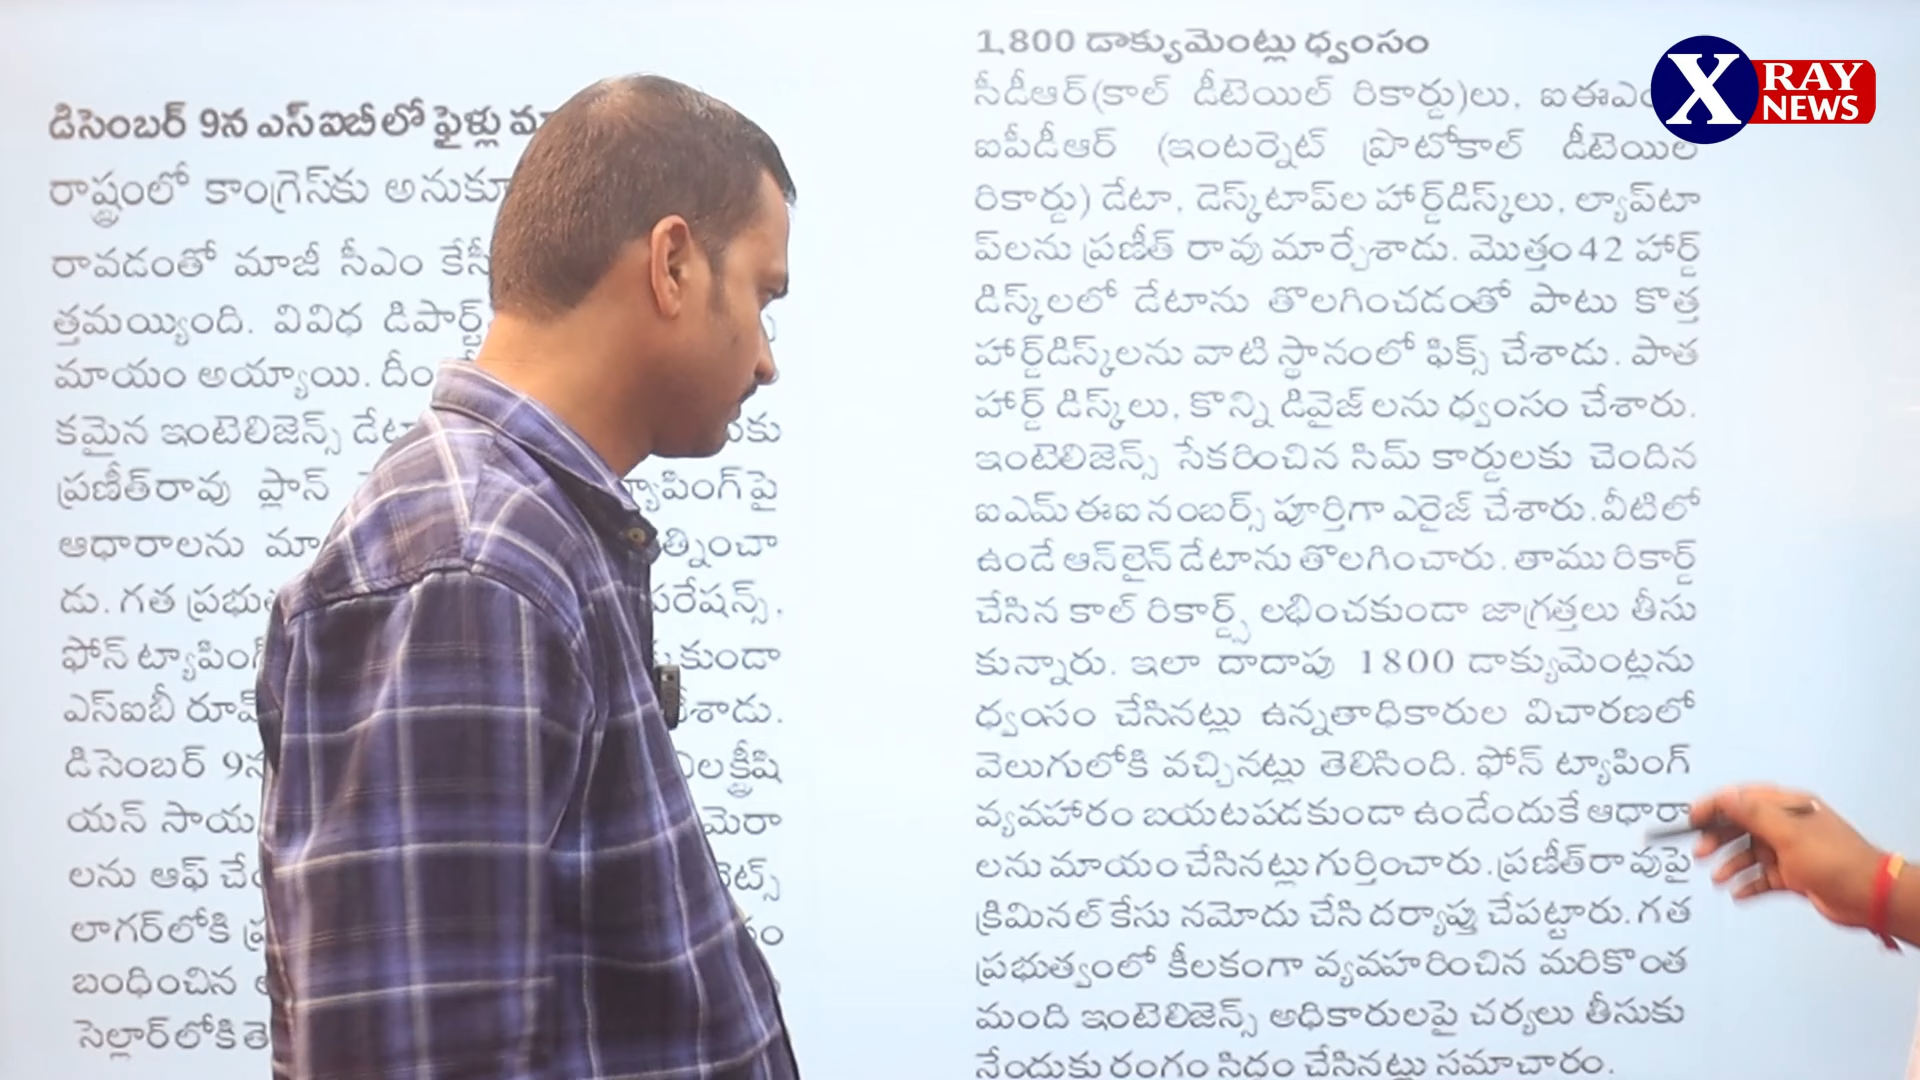 డిసెంబర్ 9న ఎస్ఐబీలో ఫైళ్లు
రాష్ట్రంలో కాంగ్రెస్‌కు
రావడంతో మాజీ సీఎం
త్తమయ్యింది. వివిధ
మాయం అయ్యాయి.
కమైన ఇంటెలిజెన్స్
ప్రణీత్‌రావు ప్లాన్
ఆధారాలను
డు. గత
ఫోన్
ఎస్ఐబీ
డిసెంబర్ 9న
యన్
లను ఆఫ్
లాగర్‌లోకి
బంధించిన
సెల్లార్‌లోకి
1,800 డాక్యుమెంట్లు ధ్వంసం
సీడీఆర్(కాల్ డీటెయిల్ రికార్డు)లు,
ఐపీడీఆర్ (ఇంటర్నెట్ ప్రొటోకాల్ డీటెయిల్
రికార్డు) డేటా, డెస్క్‌టాప్‌ల హార్డ్‌డిస్క్‌లు, ల్యాప్‌టా
ప్‌లను ప్రణీత్ రావు మార్చేశాడు. మొత్తం 42 హార్డ్
డిస్క్‌లలో డేటాను తొలగించడంతో పాటు కొత్త
హార్డ్‌డిస్క్‌లను వాటి స్థానంలో ఫిక్స్ చేశాడు. పాత
హార్డ్ డిస్క్‌లు, కొన్ని డివైజ్‌లను ధ్వంసం చేశారు.
ఇంటెలిజెన్స్ సేకరించిన సిమ్ కార్డులకు చెందిన
ఐఎమ్ఈఐ నంబర్స్ పూర్తిగా ఎరైజ్ చేశారు. వీటిలో
ఉండే ఆన్‌లైన్ డేటాను తొలగించారు. తాము రికార్డ్
చేసిన కాల్ రికార్డ్స్ లభించకుండా జాగ్రత్తలు తీసు
కున్నారు. ఇలా దాదాపు 1800 డాక్యుమెంట్లను
ధ్వంసం చేసినట్లు ఉన్నతాధికారుల విచారణలో
వెలుగులోకి వచ్చినట్లు తెలిసింది. ఫోన్ ట్యాపింగ్
వ్యవహారం బయటపడకుండా ఉండేందుకే ఆధారా
లను మాయం చేసినట్లు గుర్తించారు. ప్రణీత్‌రావుపై
క్రిమినల్ కేసు నమోదు చేసి దర్యాప్తు చేపట్టారు. గత
ప్రభుత్వంలో కీలకంగా వ్యవహరించిన మరికొంత
మంది ఇంటెలిజెన్స్ అధికారులపై చర్యలు తీసుకు
నేందుకు రంగం సిద్ధం చేసినట్లు సమాచారం.
X RAY
NEWS